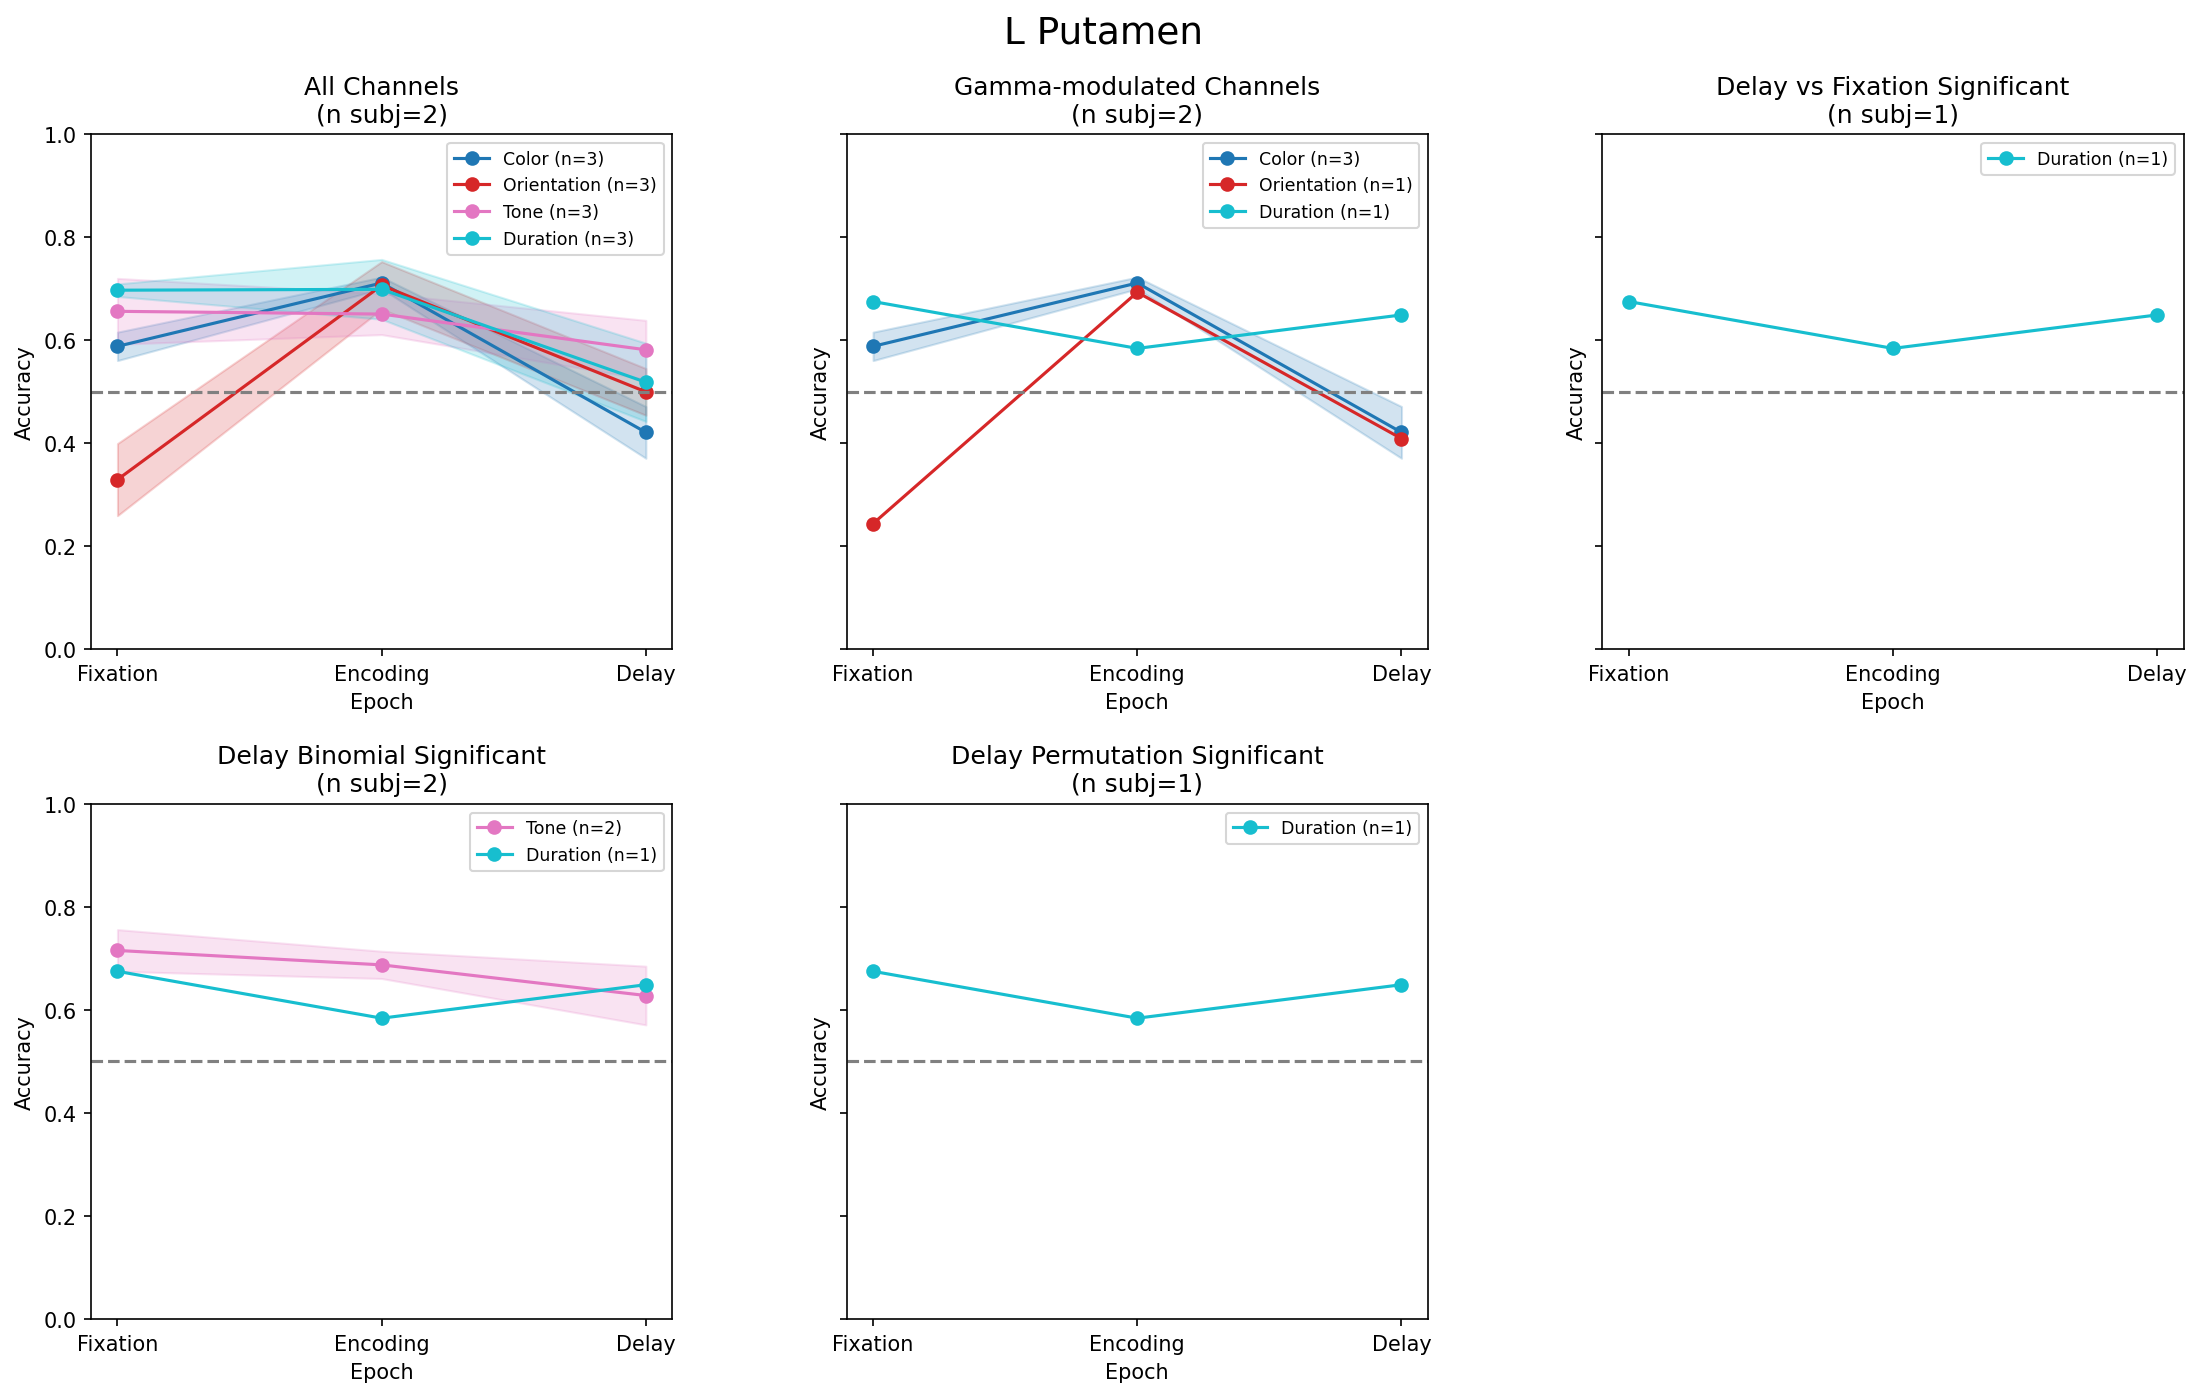 L Putamen
All Channels
(n subj=2)
Accuracy
1.0
0.8
0.6
0.4
0.2
0.0
Color (n=3)
Orientation (n=3)
Tone (n=3)
Duration (n=3)
Fixation Encoding Delay
Epoch
Gamma-modulated Channels
(n subj=2)
Accuracy
Color (n=3)
Orientation (n=1)
Duration (n=1)
Fixation Encoding Delay
Epoch
Delay vs Fixation Significant
(n subj=1)
Accuracy
Duration (n=1)
Fixation Encoding Delay
Epoch
Delay Binomial Significant
(n subj=2)
Accuracy
1.0
0.8
0.6
0.4
0.2
0.0
Tone (n=2)
Duration (n=1)
Fixation Encoding Delay
Epoch
Delay Permutation Significant
(n subj=1)
Accuracy
Duration (n=1)
Fixation Encoding Delay
Epoch